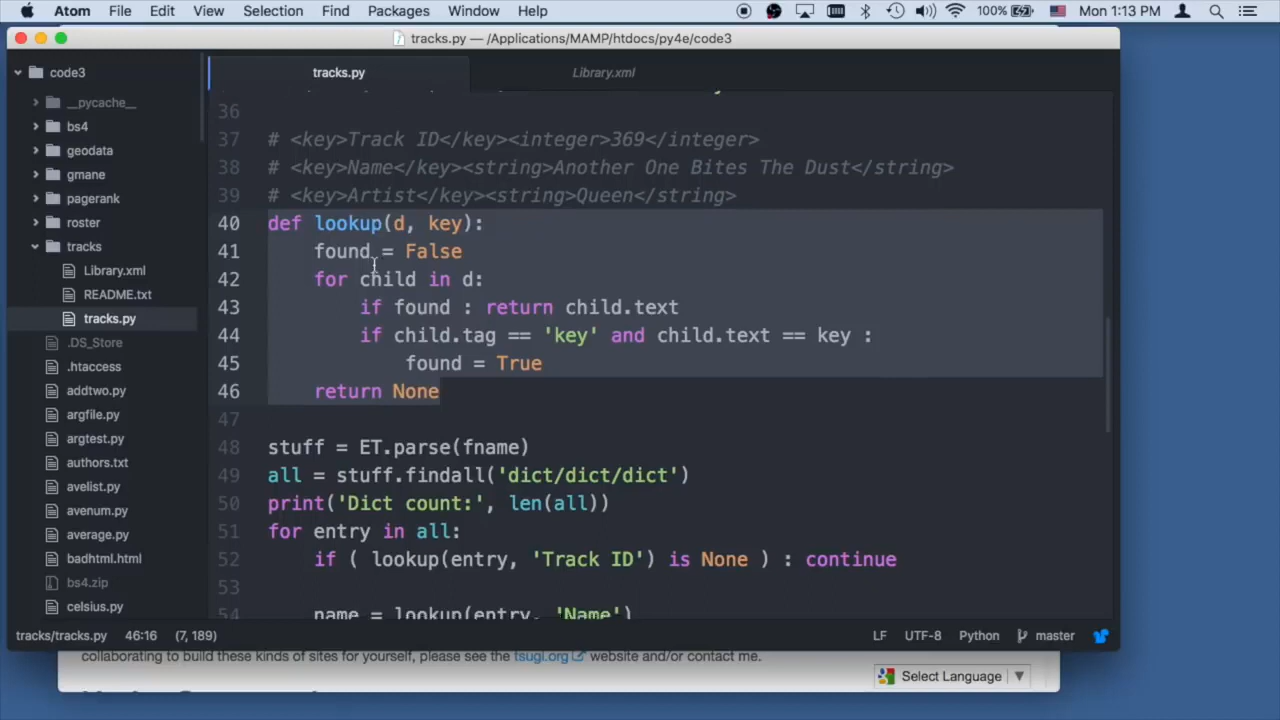 Atom File Edit View Selection Find Packages Window Help 100% Mon 1:13 PM
tracks.py — /Applications/MAMP/htdocs/py4e/code3
code3
__pycache__
bs4
geodata
gmane
pagerank
roster
tracks
Library.xml
README.txt
tracks.py
.DS_Store
.htaccess
addtwo.py
argfile.py
argtest.py
authors.txt
avelist.py
avenum.py
average.py
badhtml.html
bs4.zip
celsius.py
tracks.py Library.xml
36
37 # <key>Track ID</key><integer>369</integer>
38 # <key>Name</key><string>Another One Bites The Dust</string>
39 # <key>Artist</key><string>Queen</string>
40 def lookup(d, key):
41 found = False
42 for child in d:
43 if found : return child.text
44 if child.tag == 'key' and child.text == key :
45 found = True
46 return None
47
48 stuff = ET.parse(fname)
49 all = stuff.findall('dict/dict/dict')
50 print('Dict count:', len(all))
51 for entry in all:
52 if ( lookup(entry, 'Track ID') is None ) : continue
53
54 name = lookup(entry, 'Name')
tracks/tracks.py 46:16 (7, 189) LF UTF-8 Python master
collaborating to build these kinds of sites for yourself, please see the tsugi.org website and/or contact me.
Select Language